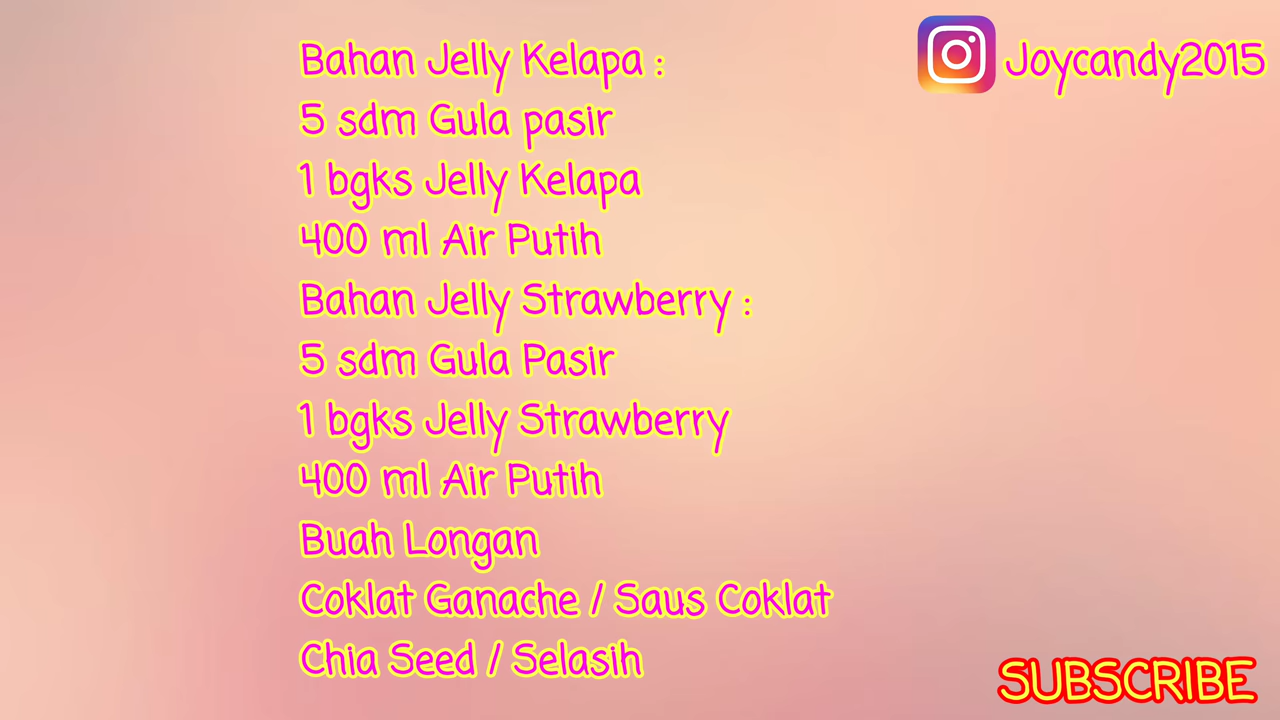 Bahan Jelly Kelapa :
5 sdm Gula pasir
1 bgks Jelly Kelapa
400 ml Air Putih
Bahan Jelly Strawberry :
5 sdm Gula Pasir
1 bgks Jelly Strawberry
400 ml Air Putih
Buah Longan
Coklat Ganache / Saus Coklat
Chia Seed / Selasih
Joycandy2015
SUBSCRIBE